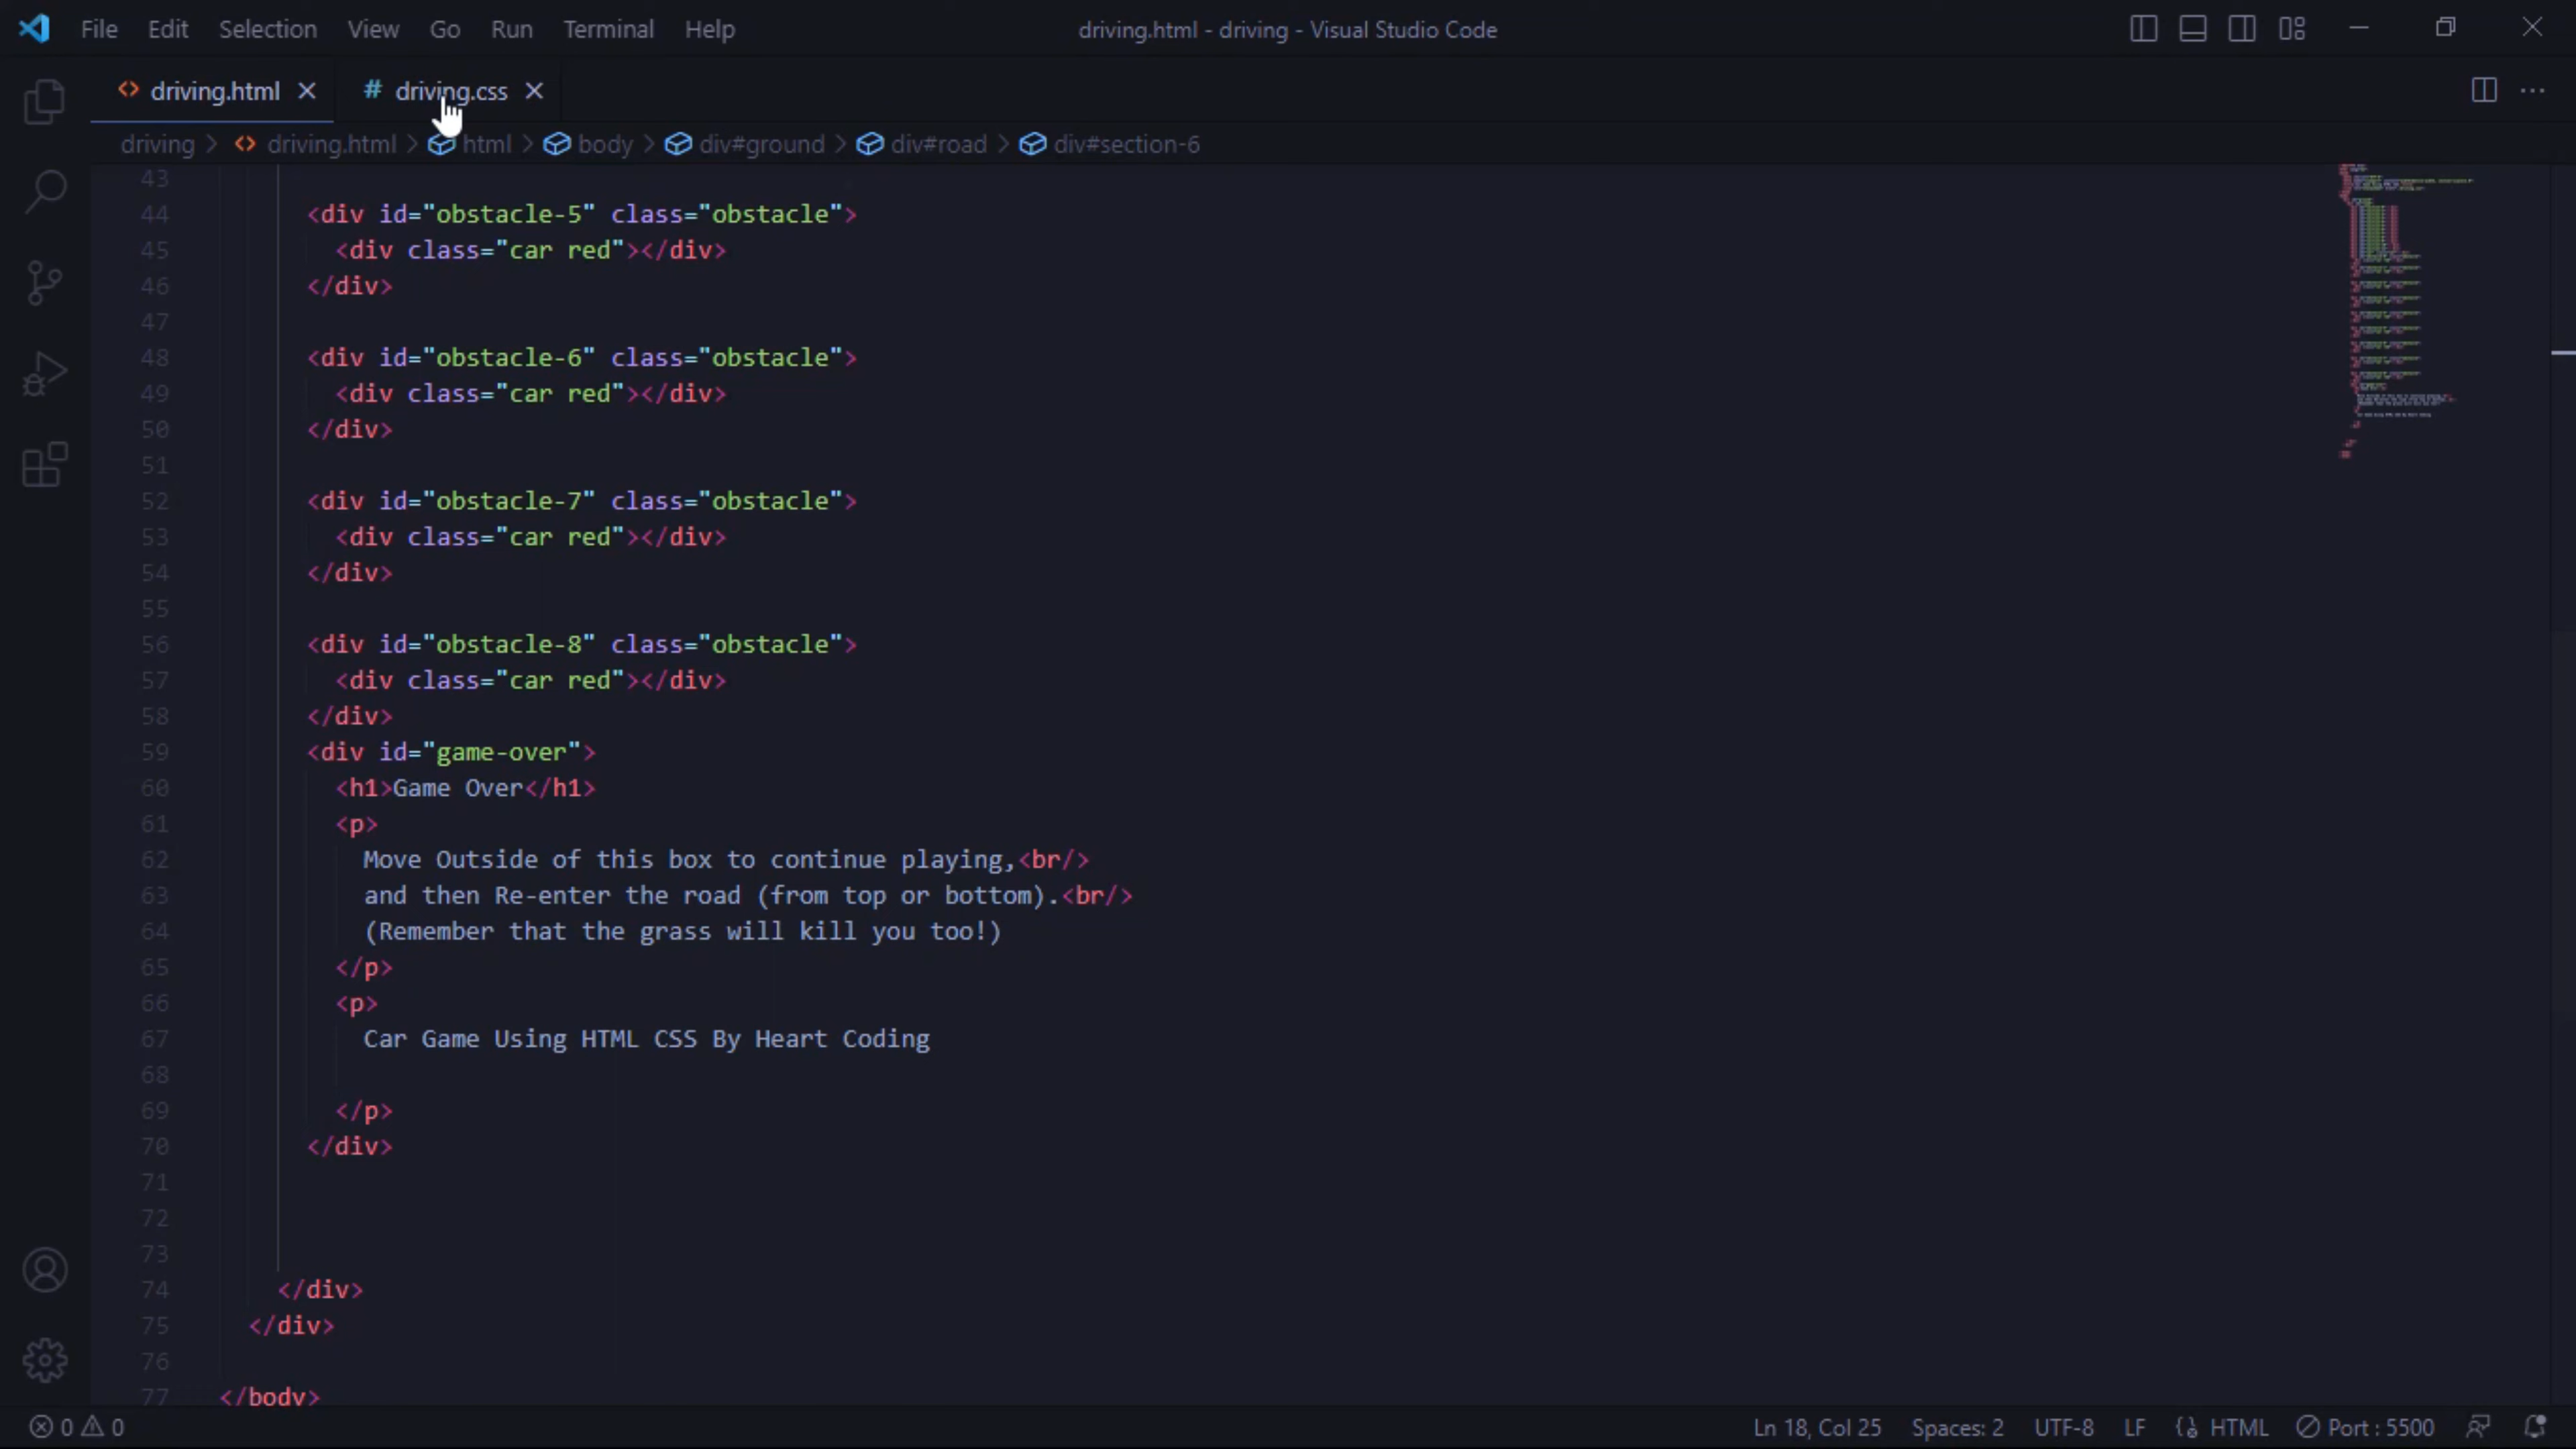 File Edit Selection View Go Run Terminal Help driving.html - driving - Visual Studio Code
driving.html # driving.css
driving > driving.html > html > body > div#ground > div#road > div#section-6
43
44 <div id="obstacle-5" class="obstacle">
45 <div class="car red"></div>
46 </div>
47
48 <div id="obstacle-6" class="obstacle">
49 <div class="car red"></div>
50 </div>
51
52 <div id="obstacle-7" class="obstacle">
53 <div class="car red"></div>
54 </div>
55
56 <div id="obstacle-8" class="obstacle">
57 <div class="car red"></div>
58 </div>
59 <div id="game-over">
60 <h1>Game Over</h1>
61 <p>
62 Move Outside of this box to continue playing,<br/>
63 and then Re-enter the road (from top or bottom).<br/>
64 (Remember that the grass will kill you too!)
65 </p>
66 <p>
67 Car Game Using HTML CSS By Heart Coding
68
69 </p>
70 </div>
71
72
73
74 </div>
75 </div>
76
77 </body>
0 0 Ln 18, Col 25 Spaces: 2 UTF-8 LF HTML Port : 5500